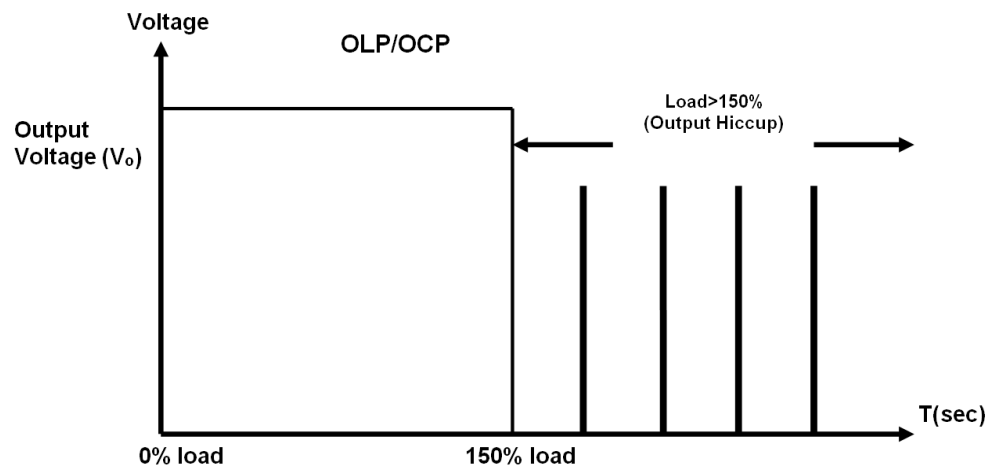 Voltage
OLP/OCP
Load>150%
(Output Hiccup)
Output
Voltage (Vₒ)
T(sec)
0% load
150% load